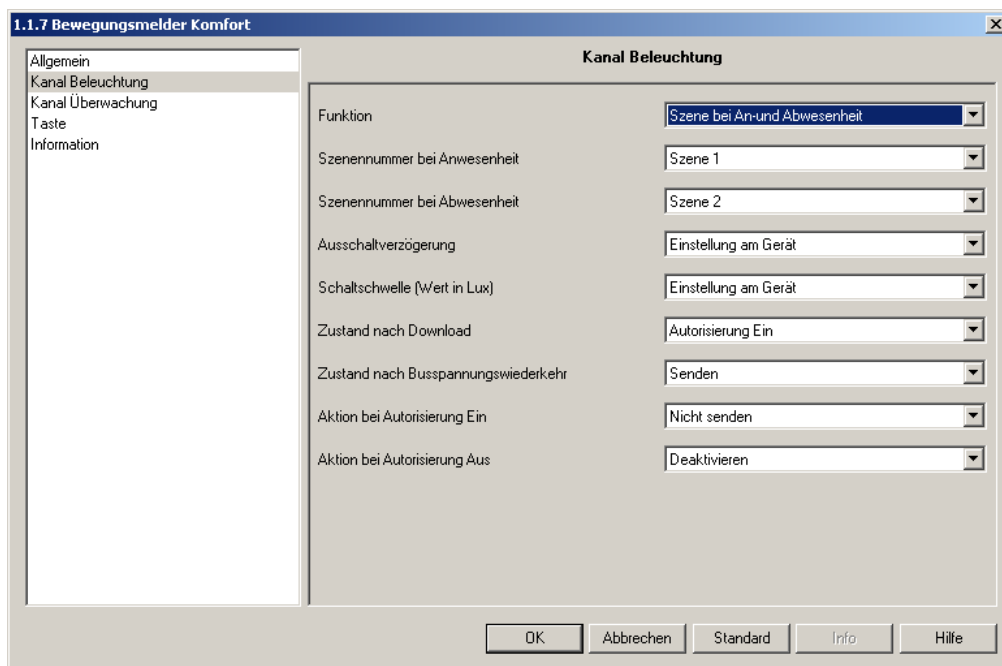 1.1.7 Bewegungsmelder Komfort
Allgemein
Kanal Beleuchtung
Kanal Überwachung
Taste
Information
Kanal Beleuchtung
Funktion Szene bei An-und Abwesenheit
Szenennummer bei Anwesenheit Szene 1
Szenennummer bei Abwesenheit Szene 2
Ausschaltverzögerung Einstellung am Gerät
Schaltschwelle (Wert in Lux) Einstellung am Gerät
Zustand nach Download Autorisierung Ein
Zustand nach Busspannungswiederkehr Senden
Aktion bei Autorisierung Ein Nicht senden
Aktion bei Autorisierung Aus Deaktivieren
OK Abbrechen Standard Info Hilfe